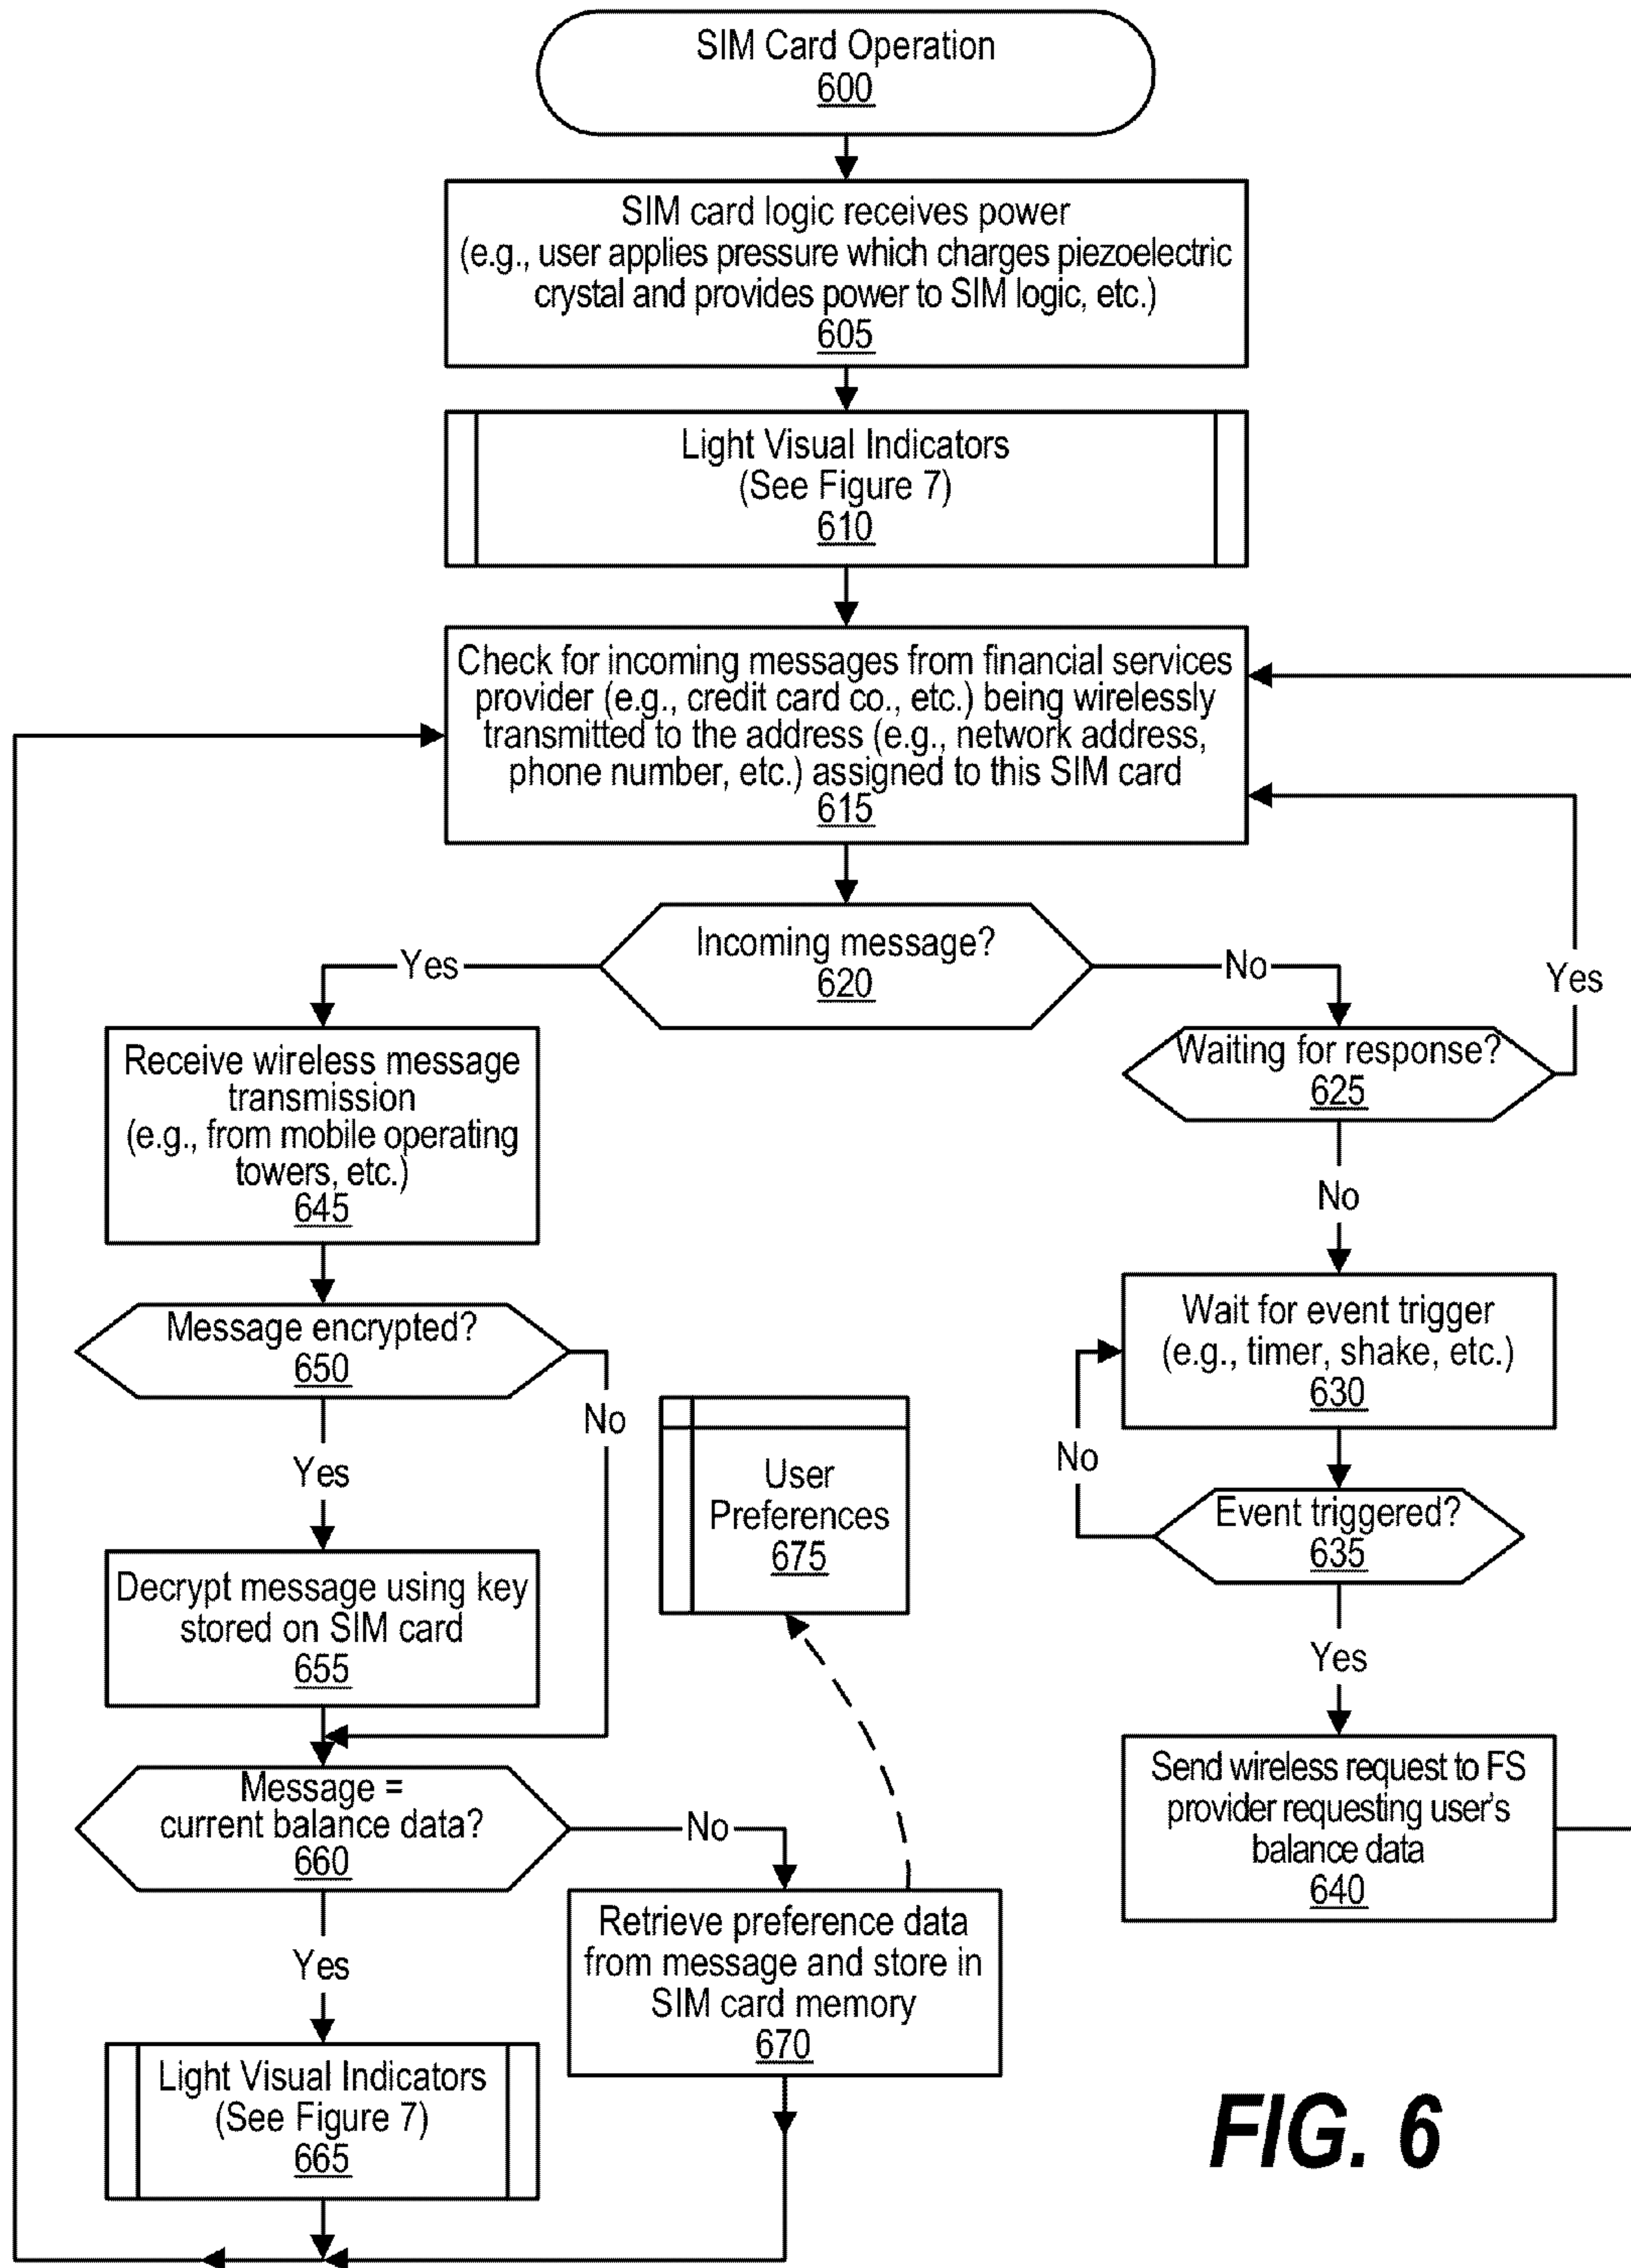 SIM Card Operation
600
SIM card logic receives power
(e.g., user applies pressure which charges piezoelectric
crystal and provides power to SIM logic, etc.)
605
Light Visual Indicators
(See Figure 7)
610
Check for incoming messages from financial services
provider (e.g., credit card co., etc.) being wirelessly
transmitted to the address (e.g., network address,
phone number, etc.) assigned to this SIM card
615
Incoming message?
620
Yes
No
Yes
Waiting for response?
625
No
Receive wireless message
transmission
(e.g., from mobile operating
towers, etc.)
645
Message encrypted?
650
No
Yes
Decrypt message using key
stored on SIM card
655
User
Preferences
675
Wait for event trigger
(e.g., timer, shake, etc.)
630
No
Event triggered?
635
Yes
Send wireless request to FS
provider requesting user's
balance data
640
Message =
current balance data?
660
No
Yes
Retrieve preference data
from message and store in
SIM card memory
670
Light Visual Indicators
(See Figure 7)
665
FIG. 6